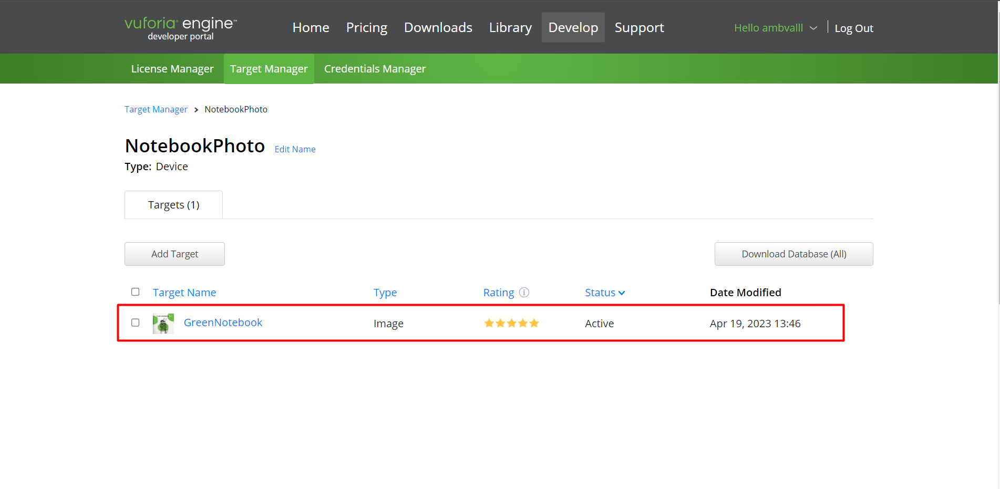 vuforia® engine™
developer portal
Home Pricing Downloads Library Develop Support
Hello ambvalll
Log Out
License Manager Target Manager Credentials Manager
Target Manager > NotebookPhoto
NotebookPhoto Edit Name
Type: Device
Targets (1)
Add Target
Download Database (All)
Target Name Type Rating Status Date Modified
GreenNotebook Image Active Apr 19, 2023 13:46